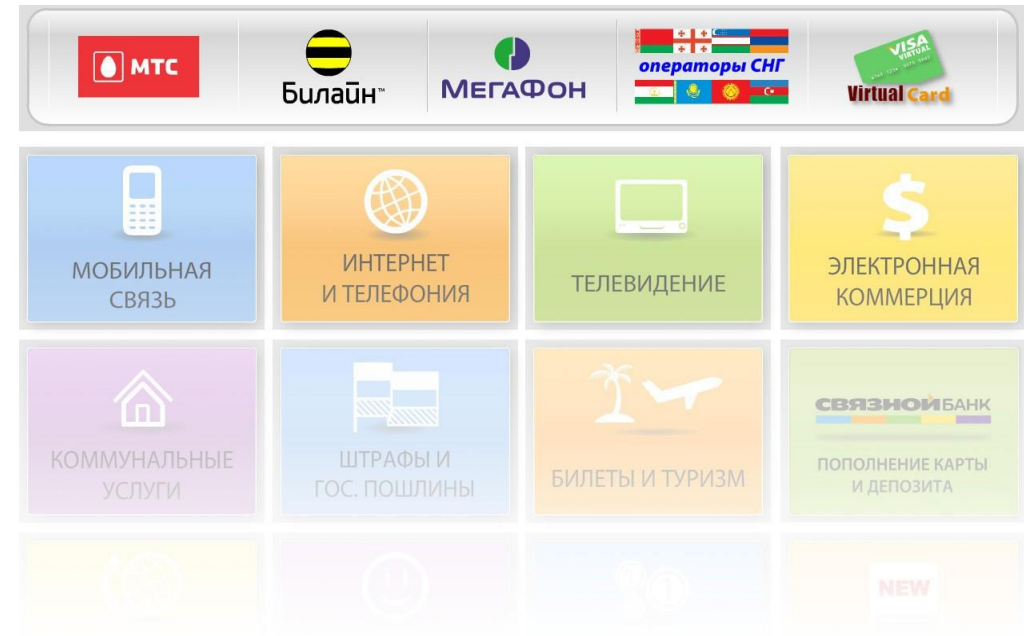 МТС
Билайн™
МЕГАФОН
операторы СНГ
VISA
VIRTUAL
Virtual Card
МОБИЛЬНАЯ
СВЯЗЬ
ИНТЕРНЕТ
И ТЕЛЕФОНИЯ
ТЕЛЕВИДЕНИЕ
$
ЭЛЕКТРОННАЯ
КОММЕРЦИЯ
КОММУНАЛЬНЫЕ
УСЛУГИ
ШТРАФЫ И
ГОС. ПОШЛИНЫ
БИЛЕТЫ И ТУРИЗМ
СВЯЗНОЙБАНК
ПОПОЛНЕНИЕ КАРТЫ
И ДЕПОЗИТА
1
NEW